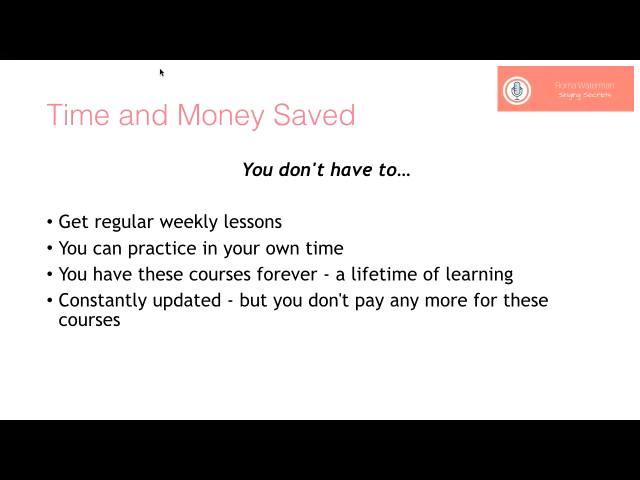 Roma Waterman
Singing Secrets
Time and Money Saved
You don't have to…
• Get regular weekly lessons
• You can practice in your own time
• You have these courses forever - a lifetime of learning
• Constantly updated - but you don't pay any more for these
courses